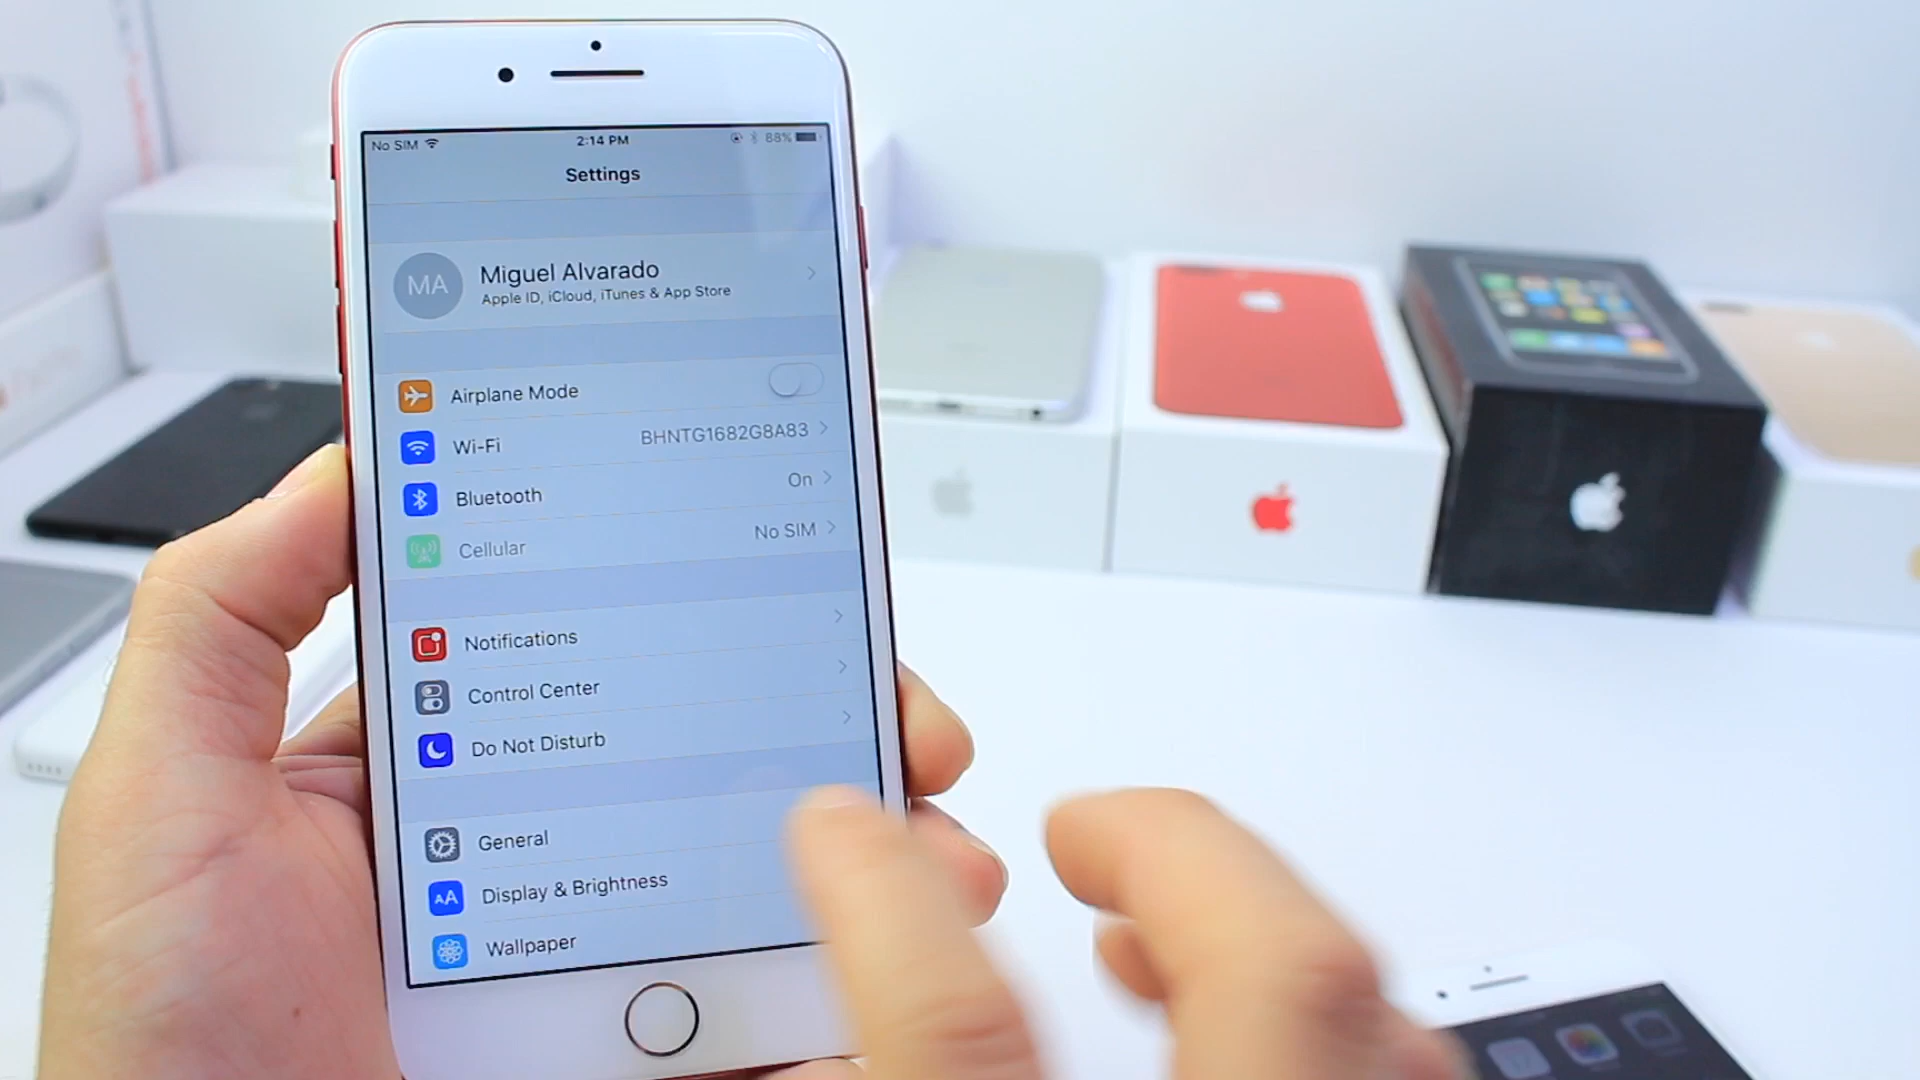 No SIM 2:14 PM 88%
Settings
MA
Miguel Alvarado
Apple ID, iCloud, iTunes & App Store
Airplane Mode
Wi-Fi BHNTG1682G8A83
Bluetooth On
Cellular No SIM
Notifications
Control Center
Do Not Disturb
General
AA Display & Brightness
Wallpaper